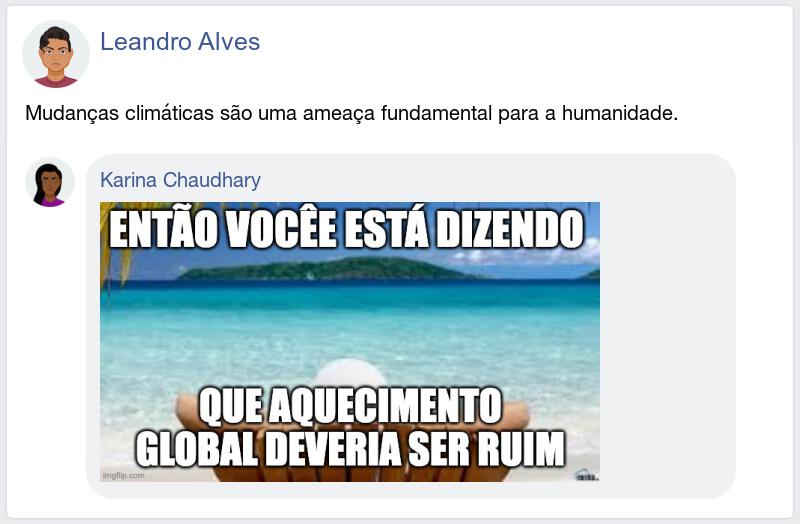 Leandro Alves
Mudanças climáticas são uma ameaça fundamental para a humanidade.
Karina Chaudhary
ENTÃO VOCÊE ESTÁ DIZENDO
QUE AQUECIMENTO
GLOBAL DEVERIA SER RUIM
imgflip.com